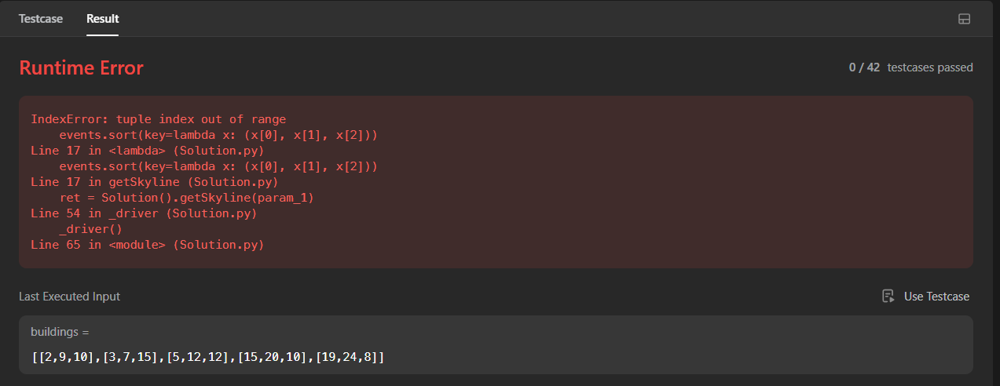 Testcase Result
Runtime Error
0 / 42 testcases passed
IndexError: tuple index out of range
    events.sort(key=lambda x: (x[0], x[1], x[2]))
Line 17 in <lambda> (Solution.py)
    events.sort(key=lambda x: (x[0], x[1], x[2]))
Line 17 in getSkyline (Solution.py)
    ret = Solution().getSkyline(param_1)
Line 54 in _driver (Solution.py)
    _driver()
Line 65 in <module> (Solution.py)
Last Executed Input
Use Testcase
buildings =
[[2,9,10],[3,7,15],[5,12,12],[15,20,10],[19,24,8]]